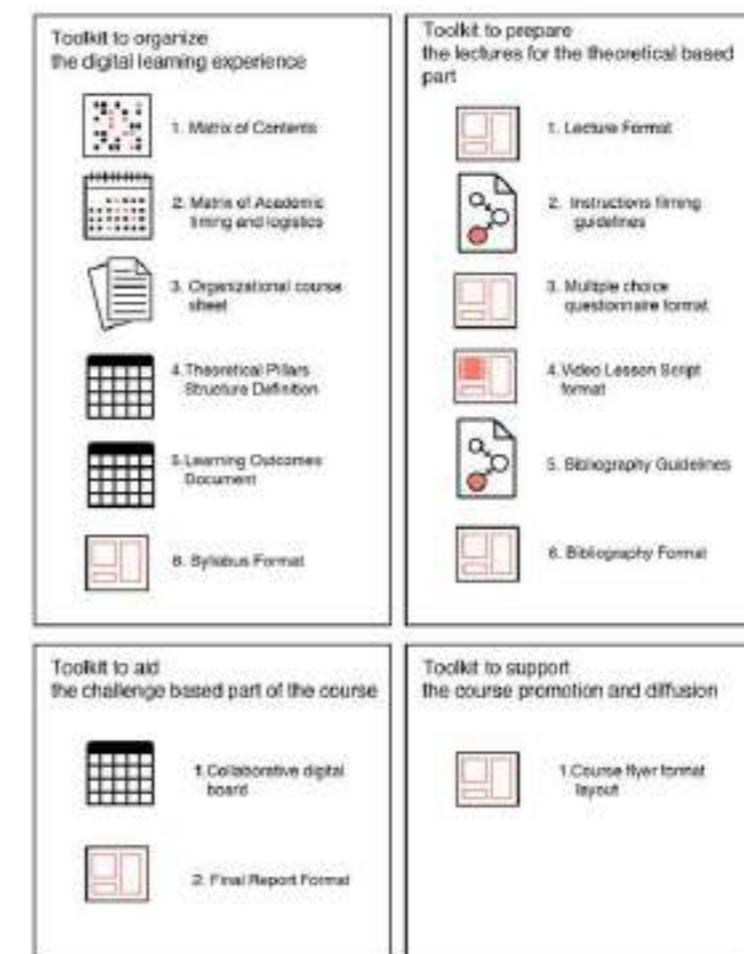 Toolkit to organize
the digital learning experience
1. Matrix of Contents
2. Matrix of Academic
timing and logistics
3. Organizational course
sheet
4. Theoretical Pillars
Structure Definition
5. Learning Outcomes
Document
6. Syllabus Format
Toolkit to prepare
the lectures for the theoretical based
part
1. Lecture Format
2. Instructions filming
guidelines
3. Multiple choice
questionnaire format
4. Video Lesson Script
format
5. Bibliography Guidelines
6. Bibliography Format
Toolkit to aid
the challenge based part of the course
1. Collaborative digital
board
2. Final Report Format
Toolkit to support
the course promotion and diffusion
1. Course flyer format
layout